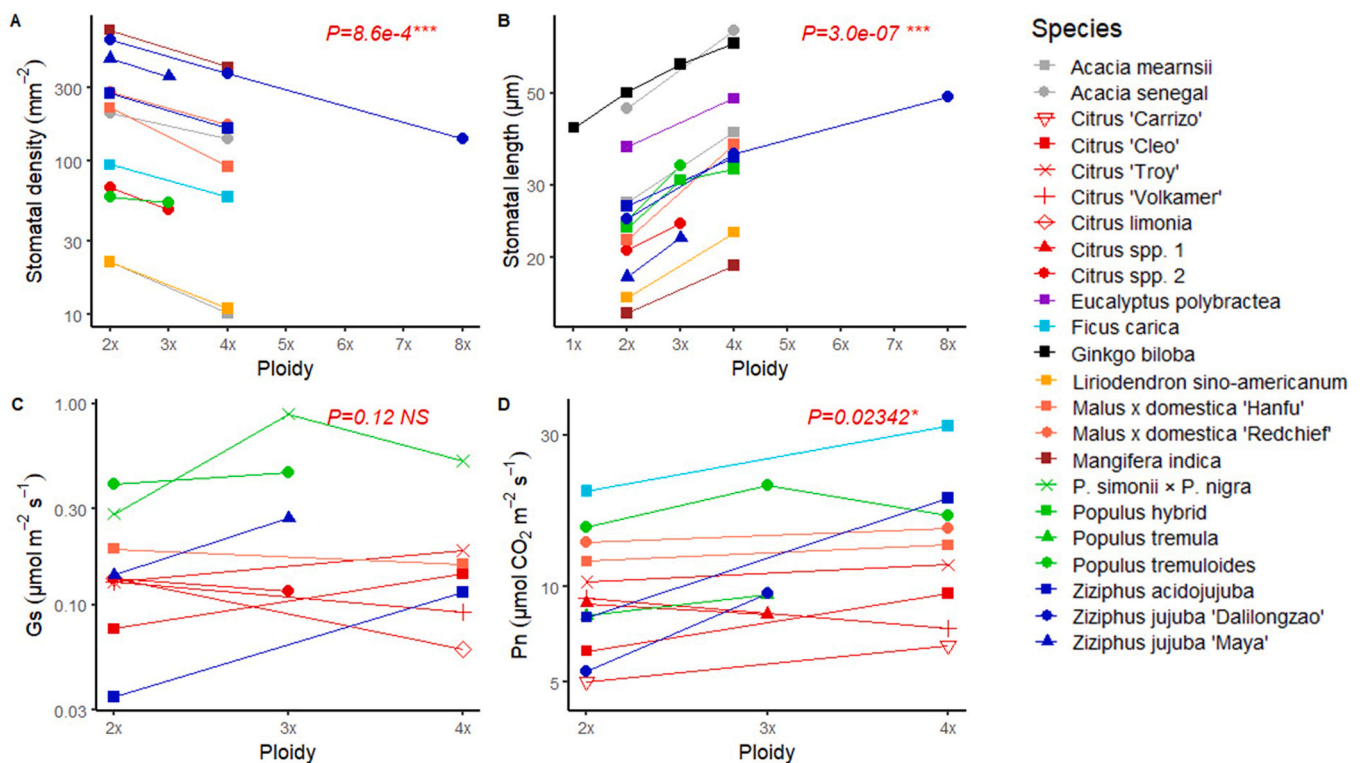 A
P=8.6e-4***
Stomatal density (mm⁻²)
300
100
30
10
2x 3x 4x 5x 6x 7x 8x
Ploidy
B
P=3.0e-07 ***
Stomatal length (μm)
50
30
20
1x 2x 3x 4x 5x 6x 7x 8x
Ploidy
C
P=0.12 NS
Gs (μmol m⁻² s⁻¹)
1.00
0.30
0.10
0.03
2x 3x 4x
Ploidy
D
P=0.02342*
Pn (μmol CO₂ m⁻² s⁻¹)
30
10
5
2x 3x 4x
Ploidy
Species
Acacia mearnsii
Acacia senegal
Citrus 'Carrizo'
Citrus 'Cleo'
Citrus 'Troy'
Citrus 'Volkamer'
Citrus limonia
Citrus spp. 1
Citrus spp. 2
Eucalyptus polybractea
Ficus carica
Ginkgo biloba
Liriodendron sino-americanum
Malus x domestica 'Hanfu'
Malus x domestica 'Redchief'
Mangifera indica
P. simonii × P. nigra
Populus hybrid
Populus tremula
Populus tremuloides
Ziziphus acidojujuba
Ziziphus jujuba 'Dalilongzao'
Ziziphus jujuba 'Maya'